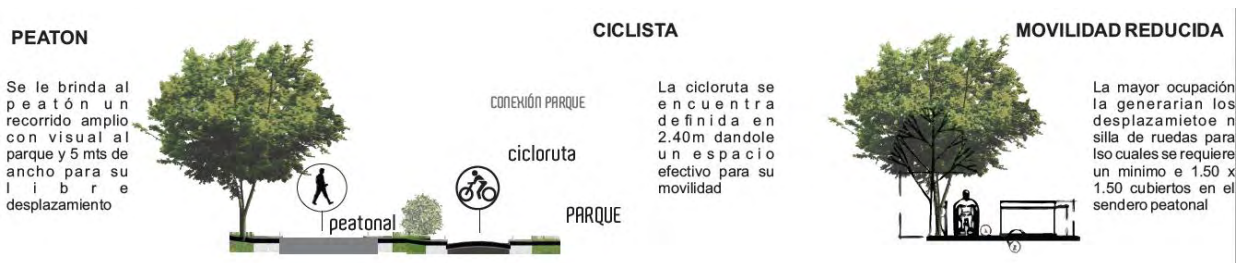 PEATON
Se le brinda al
peatón un
recorrido amplio
con visual al
parque y 5 mts de
ancho para su
libre
desplazamiento
peatonal
CICLISTA
CONEXIÓN PARQUE
cicloruta
PARQUE
La cicloruta se
encuentra
definida en
2.40m dandole
un espacio
efectivo para su
movilidad
MOVILIDAD REDUCIDA
La mayor ocupación
la generarian los
desplazamietoe n
silla de ruedas para
lso cuales se requiere
un minimo e 1.50 x
1.50 cubiertos en el
sendero peatonal